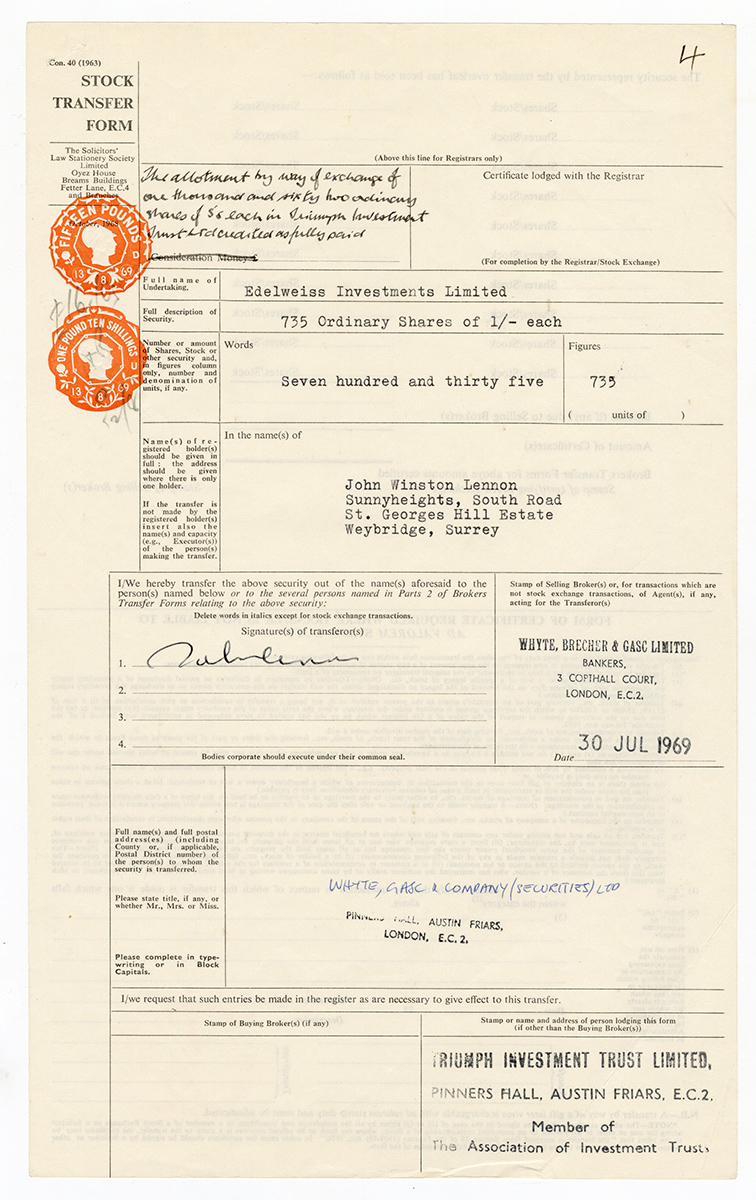 4
Con. 40 (1963)
STOCK
TRANSFER
FORM
The Solicitors'
Law Stationery Society
Limited
Oyez House
Breams Buildings
Fetter Lane, E.C.4
and Branches
October, 1968
(Above this line for Registrars only)
The allotment by way of exchange of
one thousand and sixty two ordinary
shares of 5s each in Triumph Investment
Trust Ltd credited as fully paid
Consideration Money £
Certificate lodged with the Registrar
(For completion by the Registrar/Stock Exchange)
FIFTEEN POUNDS
13 8 69
ONE POUND TEN SHILLINGS
13 8 69
Full name of
Undertaking.
Edelweiss Investments Limited
Full description of
Security.
735 Ordinary Shares of 1/- each
Number or amount
of Shares, Stock or
other security and,
in figures column
only, number and
denomination of
units, if any.
Words
Seven hundred and thirty five
Figures
735
( units of )
Name(s) of re-
gistered holder(s)
should be given in
full : the address
should be given
where there is only
one holder.
If the transfer is
not made by the
registered holder(s)
insert also the
name(s) and capacity
(e.g., Executor(s))
of the person(s)
making the transfer.
In the name(s) of
John Winston Lennon
Sunnyheights, South Road
St. Georges Hill Estate
Weybridge, Surrey
I/We hereby transfer the above security out of the name(s) aforesaid to the
person(s) named below or to the several persons named in Parts 2 of Brokers
Transfer Forms relating to the above security:
Delete words in italics except for stock exchange transactions.
Signature(s) of transferor(s)
1. John Lennon
2.
3.
4.
Bodies corporate should execute under their common seal.
Stamp of Selling Broker(s) or, for transactions which are
not stock exchange transactions, of Agent(s), if any,
acting for the Transferor(s)
WHYTE, BRECHER & GASC LIMITED
BANKERS,
3 COPTHALL COURT,
LONDON, E.C.2.
30 JUL 1969
Date
Full name(s) and full postal
address(es) (including
County or, if applicable,
Postal District number) of
the person(s) to whom the
security is transferred.
Please state title, if any, or
whether Mr., Mrs. or Miss.
Please complete in type-
writing or in Block
Capitals.
WHYTE, GASC & COMPANY (SECURITIES) LTD
PINNERS HALL, AUSTIN FRIARS,
LONDON, E.C.2.
I/we request that such entries be made in the register as are necessary to give effect to this transfer.
Stamp of Buying Broker(s) (if any)
Stamp or name and address of person lodging this form
(if other than the Buying Broker(s))
TRIUMPH INVESTMENT TRUST LIMITED,
PINNERS HALL, AUSTIN FRIARS, E.C.2.
Member of
The Association of Investment Trusts